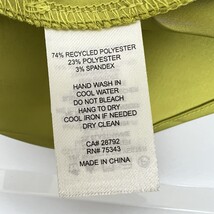 74% RECYCLED POLYESTER
23% POLYESTER
3% SPANDEX
HAND WASH IN
COOL WATER
DO NOT BLEACH
HANG TO DRY
COOL IRON IF NEEDED
DRY CLEAN
CA# 28792
RN# 75343
MADE IN CHINA